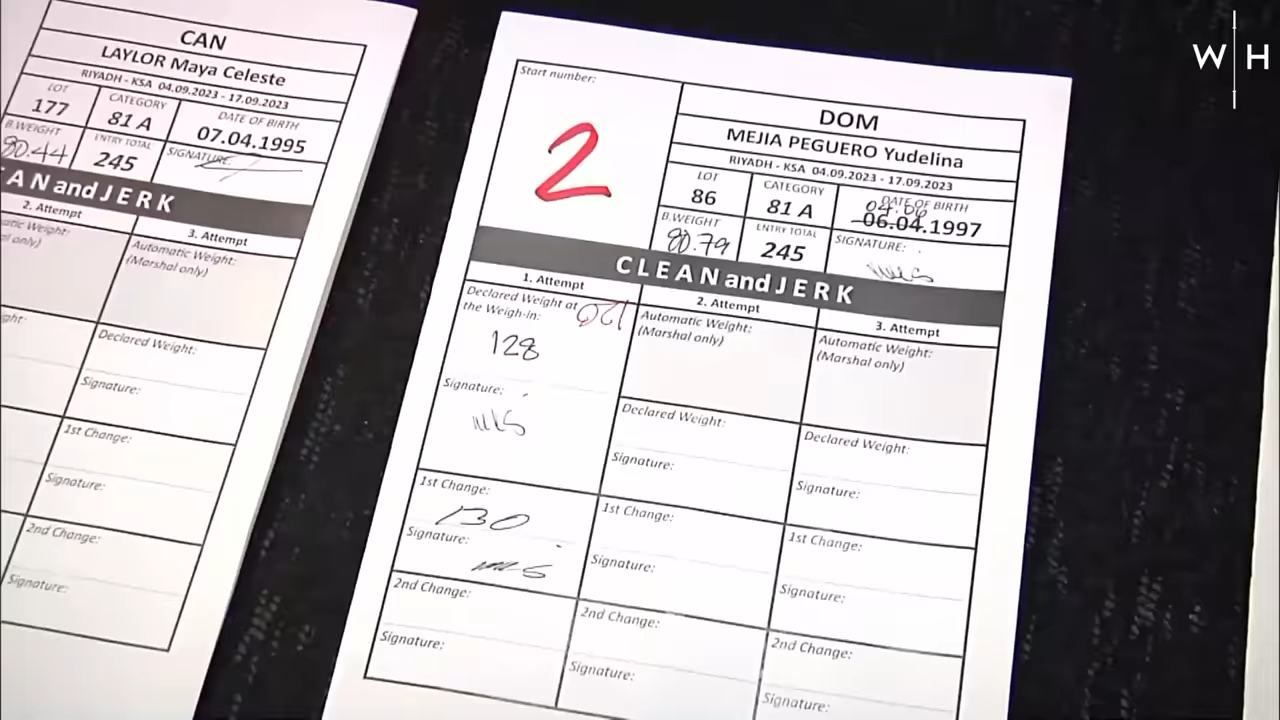 W H
CAN
LAYLOR Maya Celeste
RIYADH - KSA 04.09.2023 - 17.09.2023
LOT
177
CATEGORY
81 A
DATE OF BIRTH
07.04.1995
B.WEIGHT
80.44
ENTRY TOTAL
245
SIGNATURE:
AN and JERK
2. Attempt
3. Attempt
Weight:
only)
Automatic Weight:
(Marshal only)
Declared Weight:
Signature:
1st Change:
Signature:
2nd Change:
Signature:
Signature:
Start number:
2
DOM
MEJIA PEGUERO Yudelina
RIYADH - KSA 04.09.2023 - 17.09.2023
LOT
86
CATEGORY
81 A
DATE OF BIRTH
06.04.1997
B.WEIGHT
80.79
ENTRY TOTAL
245
SIGNATURE:
CLEAN and JERK
1. Attempt
2. Attempt
3. Attempt
Declared Weight at
the Weigh-in:
128
Signature:
1st Change:
130
Signature:
2nd Change:
Signature:
Automatic Weight:
(Marshal only)
Declared Weight:
Signature:
1st Change:
Signature:
2nd Change:
Signature:
Automatic Weight:
(Marshal only)
Declared Weight:
Signature:
1st Change:
Signature:
2nd Change:
Signature: